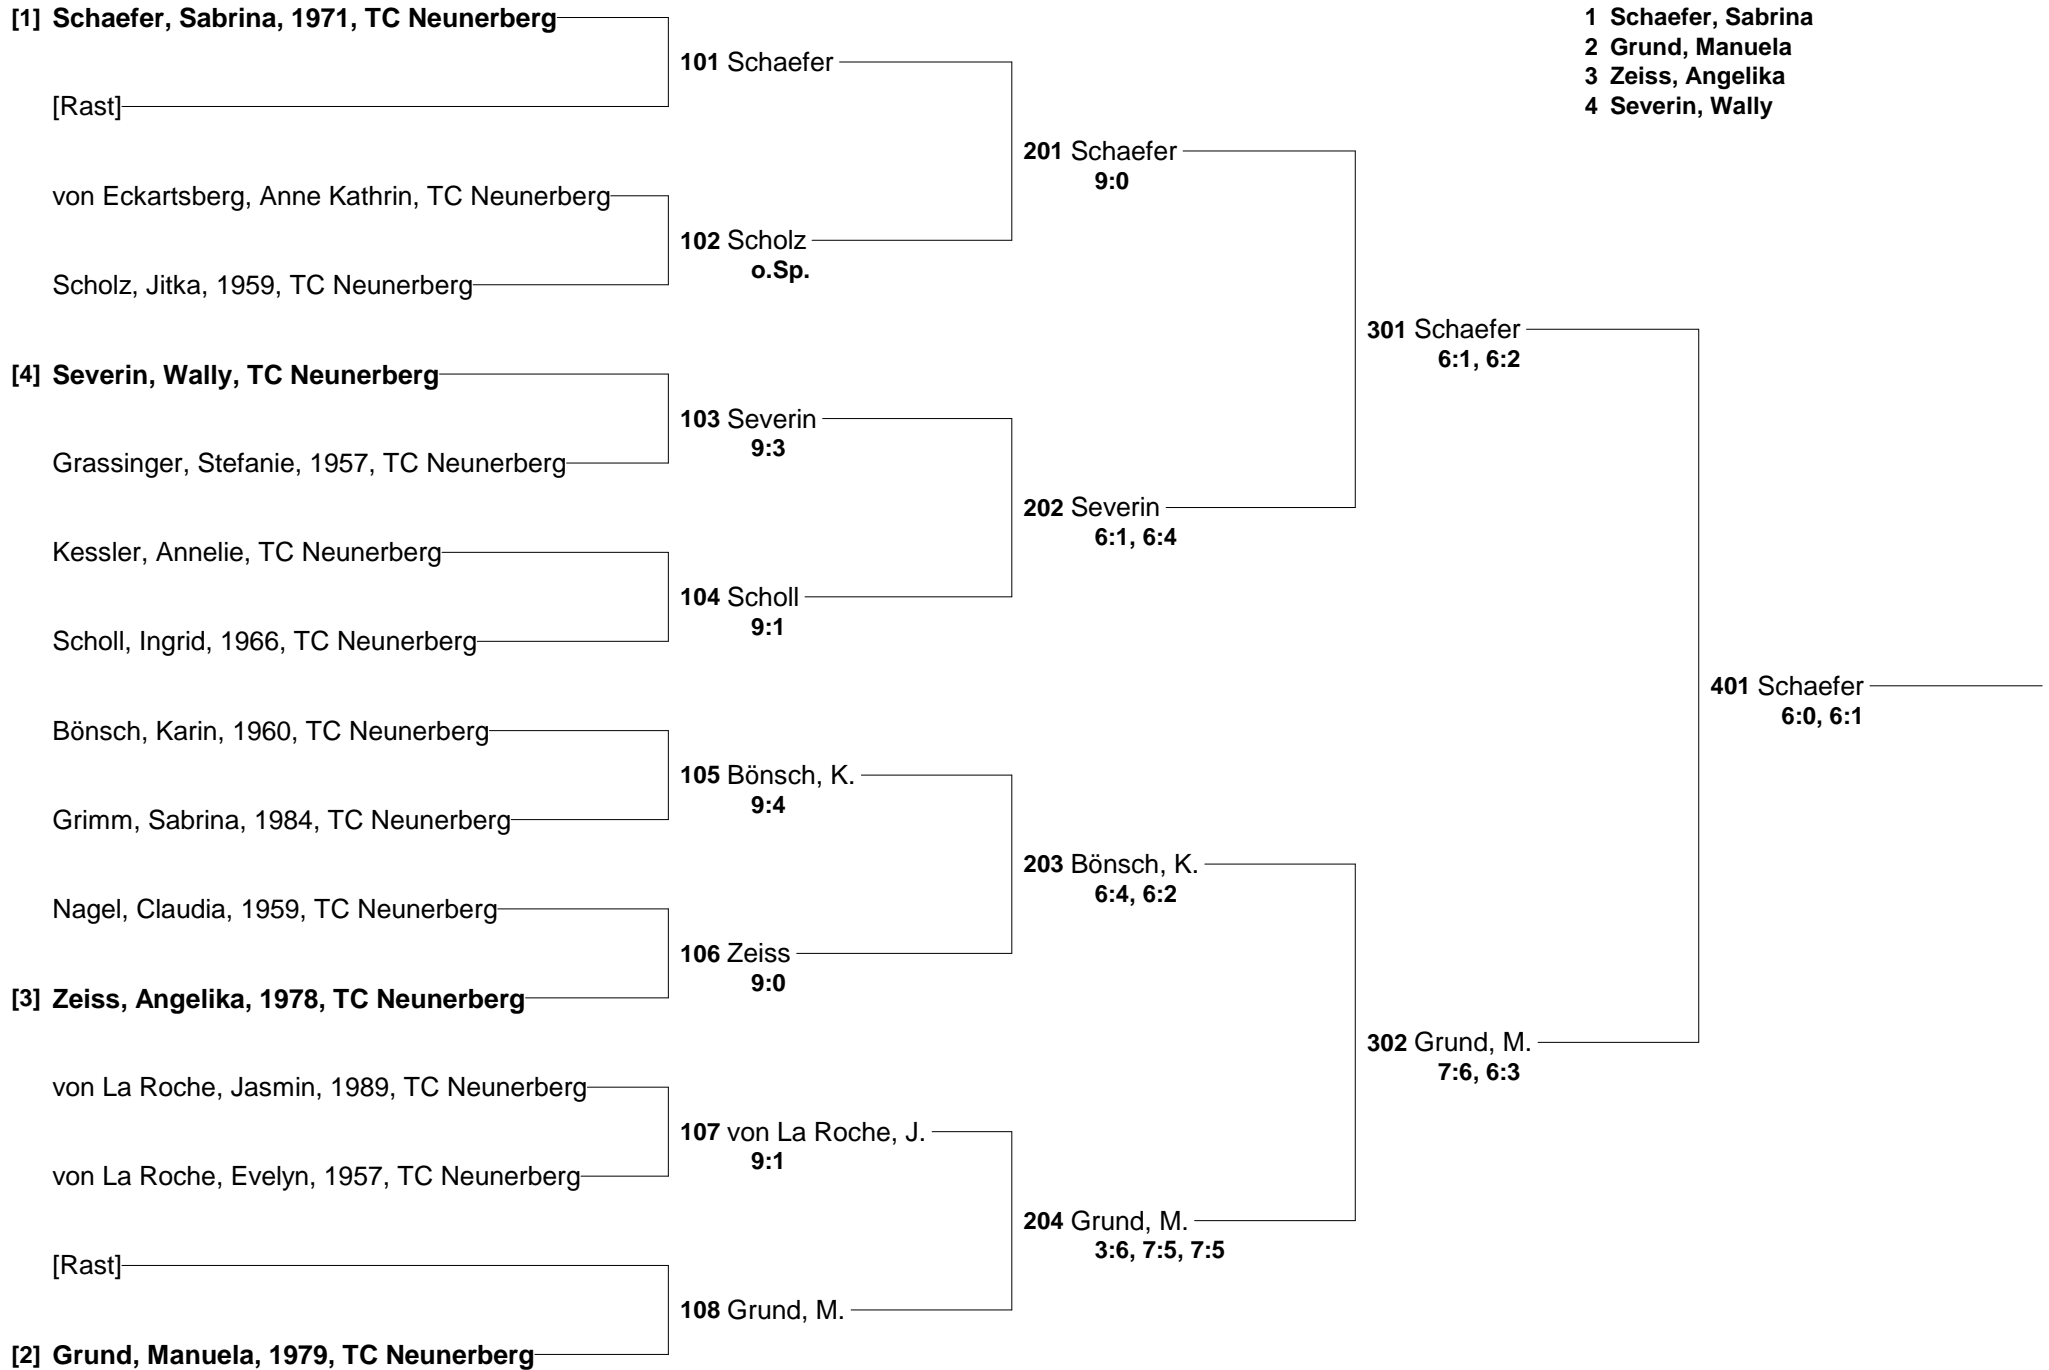 [1] Schaefer, Sabrina, 1971, TC Neunerberg
[Rast]
von Eckartsberg, Anne Kathrin, TC Neunerberg
Scholz, Jitka, 1959, TC Neunerberg
[4] Severin, Wally, TC Neunerberg
Grassinger, Stefanie, 1957, TC Neunerberg
Kessler, Annelie, TC Neunerberg
Scholl, Ingrid, 1966, TC Neunerberg
Bönsch, Karin, 1960, TC Neunerberg
Grimm, Sabrina, 1984, TC Neunerberg
Nagel, Claudia, 1959, TC Neunerberg
[3] Zeiss, Angelika, 1978, TC Neunerberg
von La Roche, Jasmin, 1989, TC Neunerberg
von La Roche, Evelyn, 1957, TC Neunerberg
[Rast]
[2] Grund, Manuela, 1979, TC Neunerberg
101 Schaefer
102 Scholz
o.Sp.
103 Severin
9:3
104 Scholl
9:1
105 Bönsch, K.
9:4
106 Zeiss
9:0
107 von La Roche, J.
9:1
108 Grund, M.
201 Schaefer
9:0
202 Severin
6:1, 6:4
203 Bönsch, K.
6:4, 6:2
204 Grund, M.
3:6, 7:5, 7:5
301 Schaefer
6:1, 6:2
302 Grund, M.
7:6, 6:3
401 Schaefer
6:0, 6:1
1 Schaefer, Sabrina
2 Grund, Manuela
3 Zeiss, Angelika
4 Severin, Wally